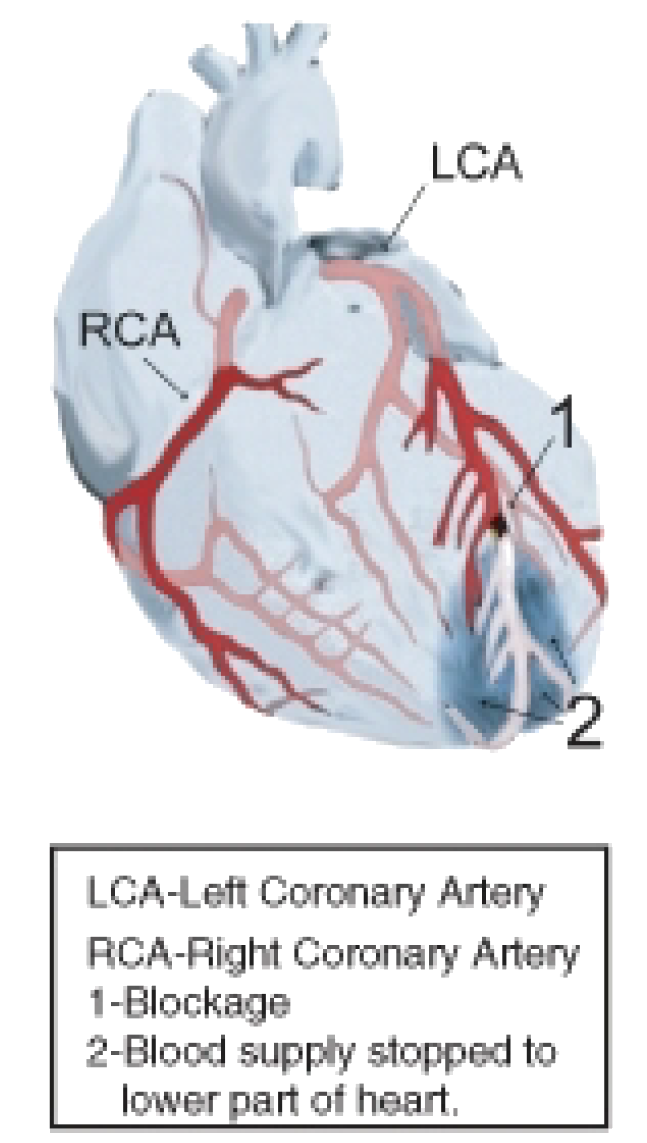 LCA
RCA
1
2
LCA-Left Coronary Artery
RCA-Right Coronary Artery
1-Blockage
2-Blood supply stopped to
lower part of heart.